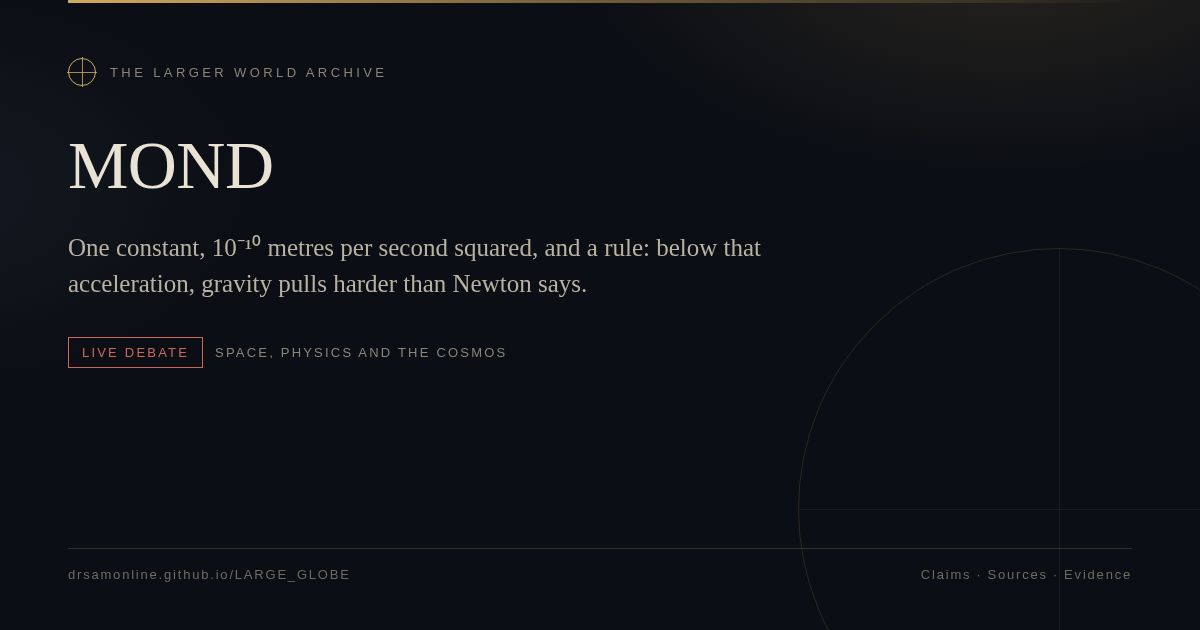 THE LARGER WORLD ARCHIVE
MOND
One constant, 10⁻¹⁰ metres per second squared, and a rule: below that
acceleration, gravity pulls harder than Newton says.
LIVE DEBATE
SPACE, PHYSICS AND THE COSMOS
drsamonline.github.io/LARGE_GLOBE
Claims · Sources · Evidence